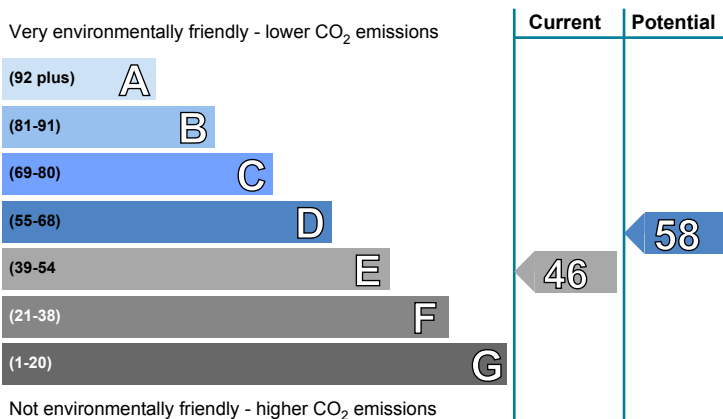 Very environmentally friendly - lower CO2 emissions
Current
Potential
(92 plus) A
(81-91) B
(69-80) C
(55-68) D
58
(39-54 E
46
(21-38) F
(1-20) G
Not environmentally friendly - higher CO2 emissions